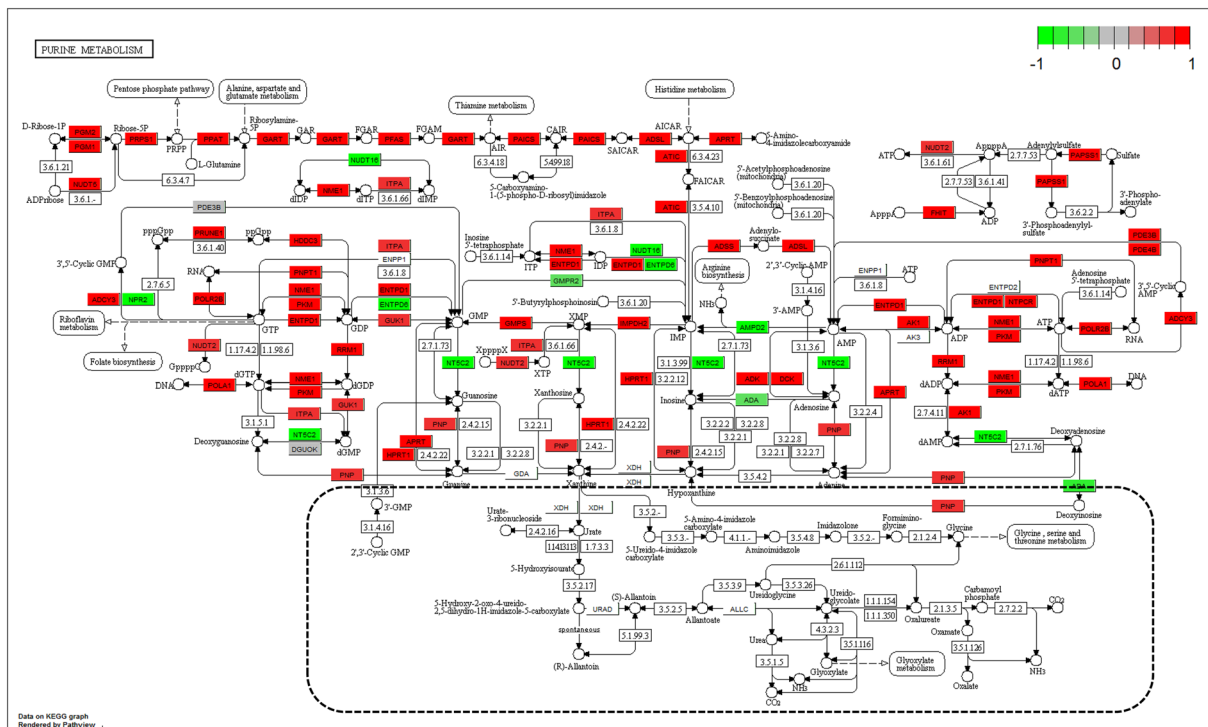 PURINE METABOLISM
-1 1
Pentose phosphate pathway
Alanine, aspartate and
glutamate metabolism
Thiamine metabolism
Histidine metabolism
D-Ribose-1P
PGM2
PGM1
Ribose-5P
PRPS1
PRPP
PPAT
Ribosylamine-
5P
GART
GAR
GART
FGAR
PFAS
FGAM
GART
AIR
PAICS
CAIR
PAICS
SAICAR
ADSL
AICAR
APRT
5-Amino-
4-imidazolecarboxyamide
L-Glutamine
6.3.4.7
3.6.1.21
NUDT5
ADPribose
3.6.1.-
6.3.4.18
5.4.99.18
5-Carboxyamino-
1-(5-phospho-D-ribosyl)imidazole
ATIC
6.3.4.23
FAICAR
ATIC
3.5.4.10
NUDT16
dIDP
NME1
dITP
ITPA
3.6.1.66
dIMP
5'-Acetylphosphoadenosine
(mitochondria)
3.6.1.20
5'-Benzoylphosphoadenosine
(mitochondria)
3.6.1.20
ATP
NUDT2
3.6.1.61
AppppA
2.7.7.53
Adenylylsulfate
PAPSS1
Sulfate
2.7.7.53
3.6.1.41
PAPSS1
3.6.2.2
3'-Phospho-
adenylate
ApppA
FHIT
ADP
3'-Phosphoadenylyl-
sulfate
PDE3B
pppGpp
PRUNE1
3.6.1.40
ppGpp
HDDC3
ITPA
ENPP1
3.6.1.8
3',5'-Cyclic GMP
2.7.6.5
RNA
PNPT1
ADCY3
NPR2
POLR2B
NME1
PKM
ENTPD1
ENTPD1
ENTPD6
GUK1
Riboflavin
metabolism
GTP
GDP
GMP
Folate biosynthesis
NUDT2
GppppG
1.17.4.2
1.1.98.6
RRM1
dGTP
DNA
POLA1
NME1
PKM
dGDP
ITPA
GUK1
3.1.5.1
Deoxyguanosine
NT5C2
DGUOK
dGMP
PNP
ITPA
3.6.1.8
Inosine
5'-tetraphosphate
3.6.1.14
ITP
NME1
ENTPD1
IDP
NUDT16
ENTPD1
ENTPD6
GMPR2
5'-Butyrylphosphoinosine
3.6.1.20
GMPS
XMP
IMPDH2
IMP
2.7.1.73
NT5C2
ITPA
3.6.1.66
XppppX
NUDT2
XTP
NT5C2
Guanosine
Xanthosine
PNP
2.4.2.15
3.2.2.1
APRT
HPRT1
2.4.2.22
3.2.2.1
3.2.2.8
PNP
HPRT1
2.4.2.-
2.4.2.22
Guanine
GDA
Xanthine
XDH
XDH
Hypoxanthine
ADSS
Adenylo-
succinate
ADSL
Arginine
biosynthesis
NH3
2',3'-Cyclic AMP
3.1.4.16
3'-AMP
3.1.3.6
AMPD2
AMP
2.7.1.73
1.3.3.99
NT5C2
HPRT1
3.2.2.12
ADK
DCK
NT5C2
Inosine
ADA
Adenosine
3.2.2.2
3.2.2.8
3.2.2.1
PNP
2.4.2.15
3.2.2.8
3.2.2.1
3.2.2.7
PNP
3.2.2.4
APRT
3.5.4.2
Adenine
ENPP1
3.6.1.8
ATP
PDE3B
PDE4B
PNPT1
ENTPD1
ENTPD2
ENTPD1
NTPCR
Adenosine
5'-tetraphosphate
3.6.1.14
3',5'-Cyclic
AMP
ADCY3
AK1
AK3
ADP
NME1
PKM
ATP
POLR2B
RNA
RRM1
1.17.4.2
1.1.98.6
dADP
NME1
PKM
dATP
POLA1
DNA
2.7.4.11
AK1
dAMP
NT5C2
2.7.1.76
Deoxyadenosine
PNP
ADA
PNP
Deoxyinosine
3.1.3.6
3'-GMP
3.1.4.16
2',3'-Cyclic GMP
XDH
XDH
Urate-
3-ribonucleoside
2.4.2.16
Urate
1.14.13.113
1.7.3.3
5-Hydroxyisourate
3.5.2.17
5-Hydroxy-2-oxo-4-ureido-
2,5-dihydro-1H-imidazole-5-carboxylate
spontaneous
(R)-Allantoin
URAD
(S)-Allantoin
5.1.99.3
3.5.2.5
Allantoate
ALLC
3.5.2.-
5-Ureido-4-imidazole
carboxylate
3.5.3.-
5-Amino-4-imidazole
carboxylate
4.1.1.-
Aminoimidazole
3.5.4.8
Imidazolone
3.5.2.-
Formimino-
glycine
2.1.2.4
Glycine
Glycine, serine and
threonine metabolism
2.6.1.112
3.5.3.9
Ureidoglycine
3.5.3.26
Ureido-
glycolate
1.1.1.154
1.1.1.350
Oxalureate
2.1.3.5
Carbamoyl
phosphate
2.7.2.2
CO2
Oxamate
3.5.1.126
Oxalate
NH3
Urea
4.3.2.3
3.5.1.116
3.5.1.5
Glyoxylate
Glyoxylate
metabolism
NH3
CO2
Data on KEGG graph
Rendered by Pathview